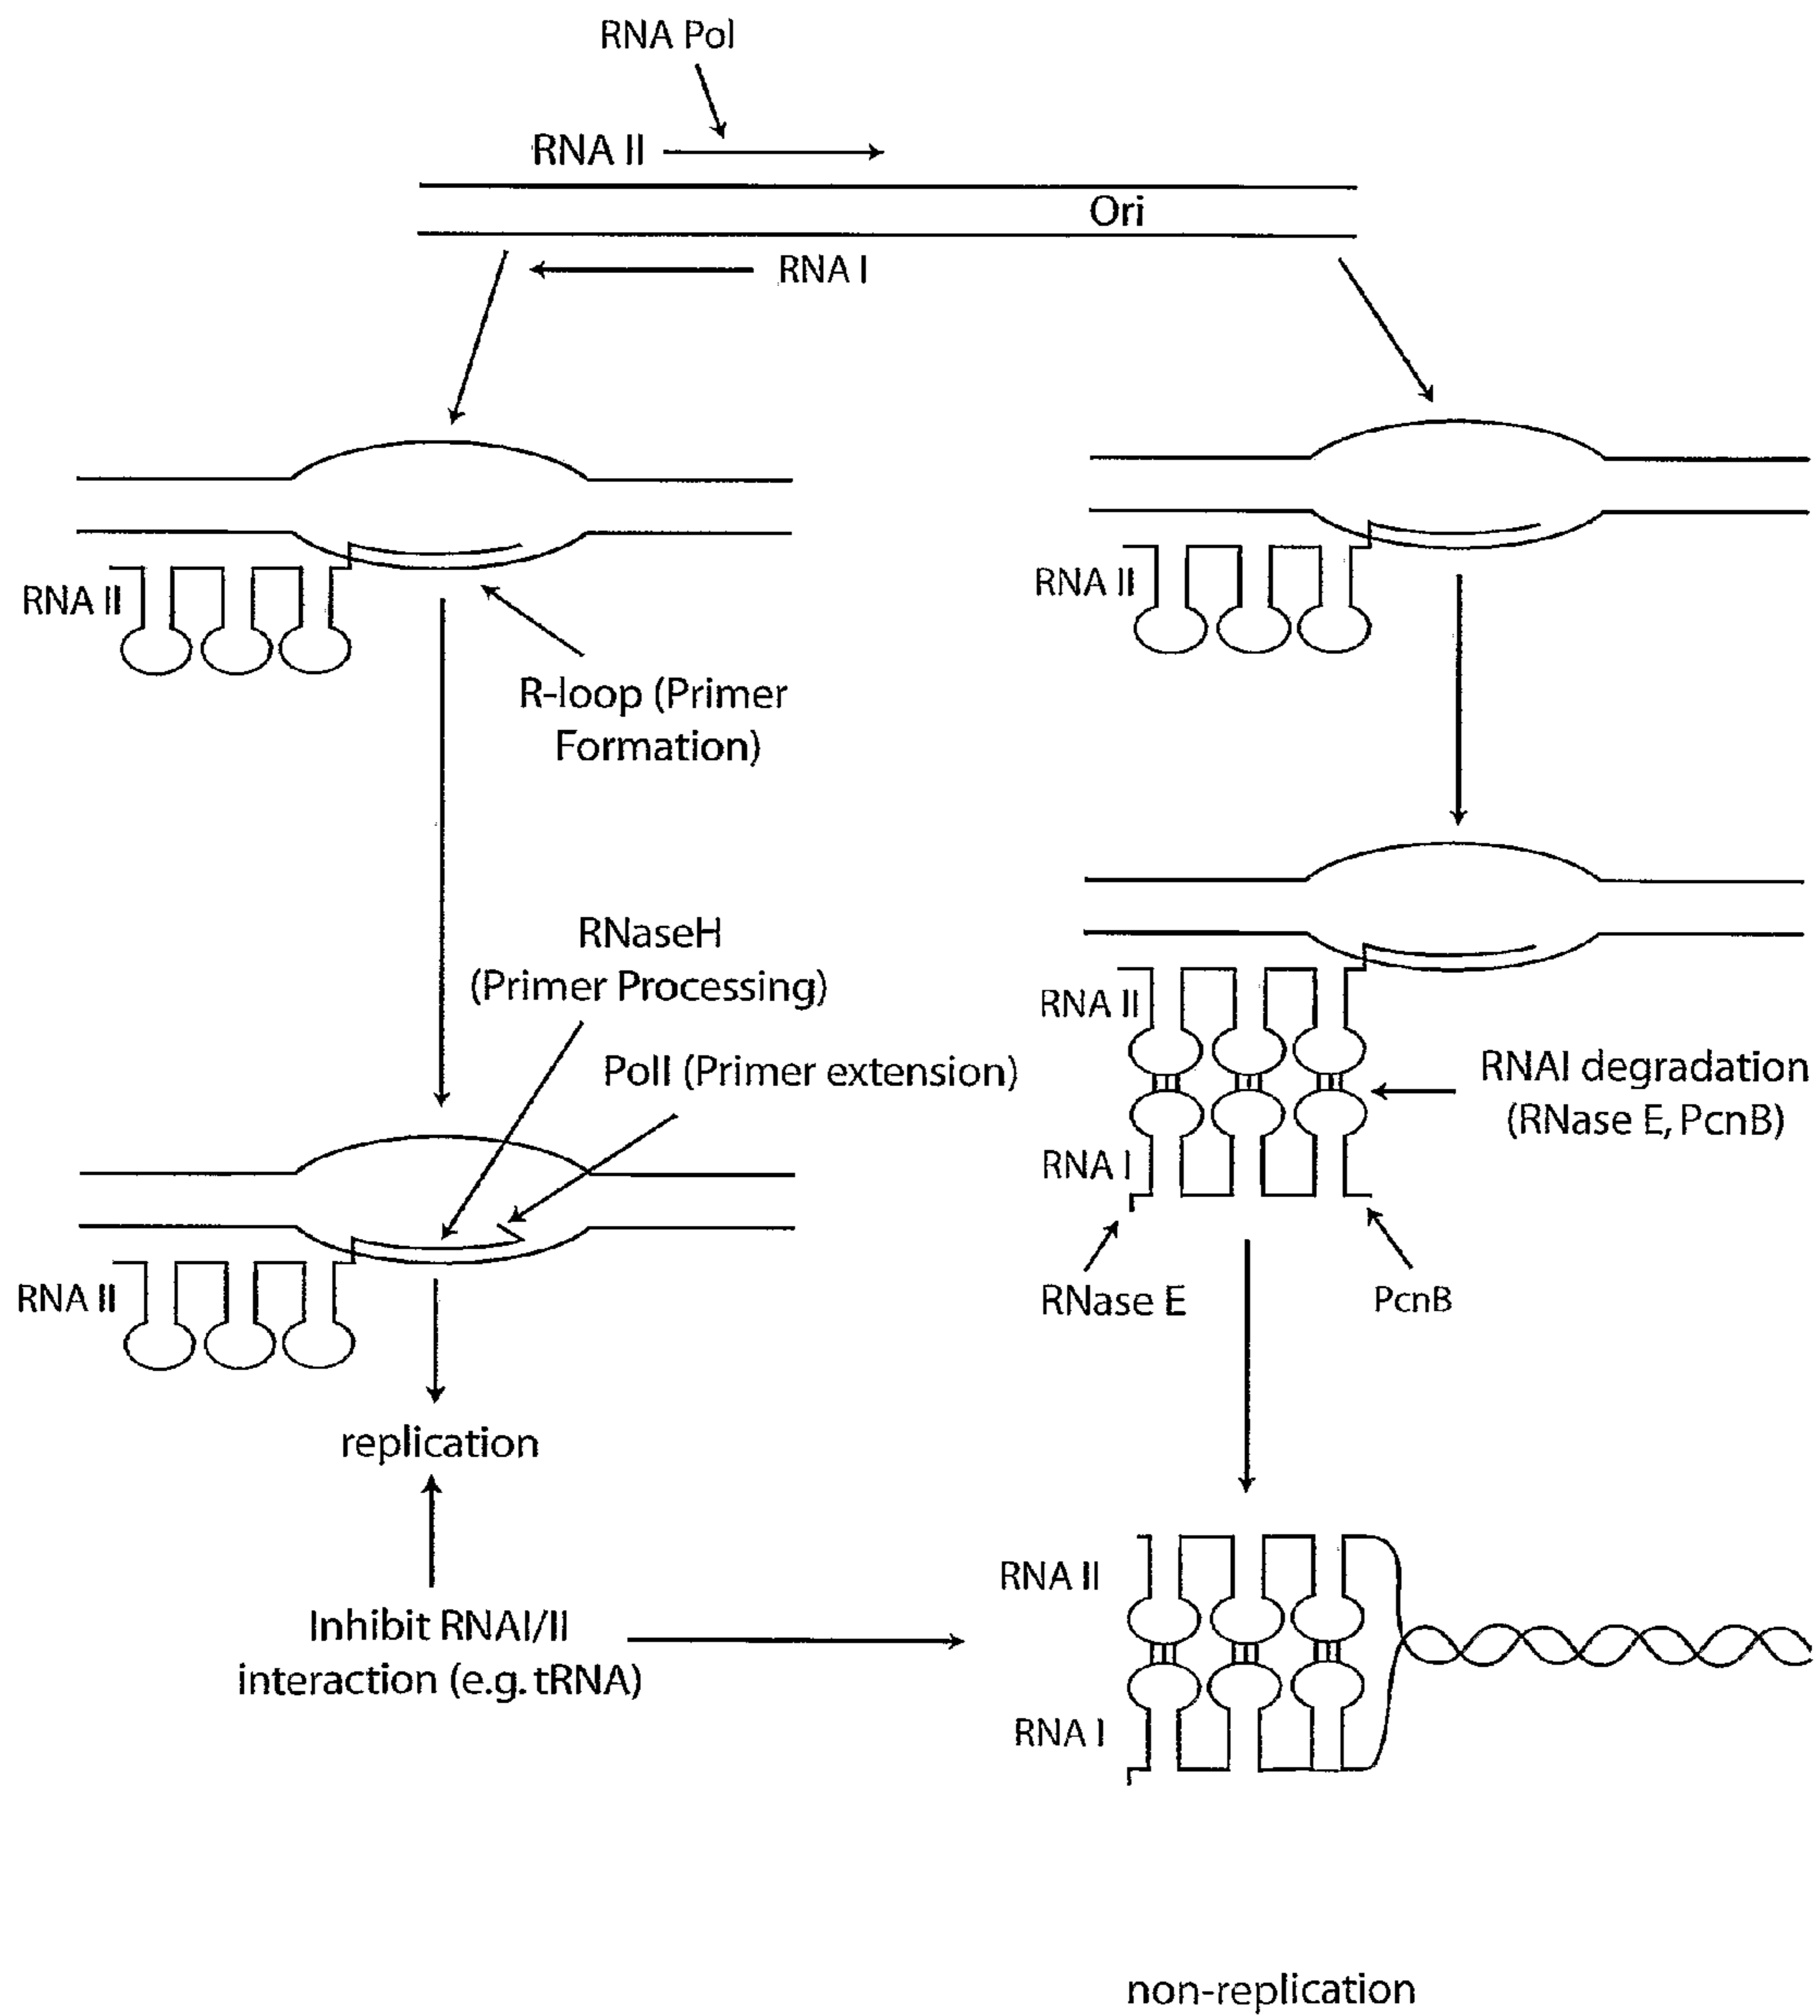 RNA Pol
RNA II
Ori
RNA I
RNA II
R-loop (Primer
Formation)
RNA II
RNaseH
(Primer Processing)
PolI (Primer extension)
RNA II
RNAI degradation
(RNase E, PcnB)
RNA I
RNase E
PcnB
RNA II
replication
Inhibit RNAI/II
interaction (e.g. tRNA)
RNA II
RNA I
non-replication